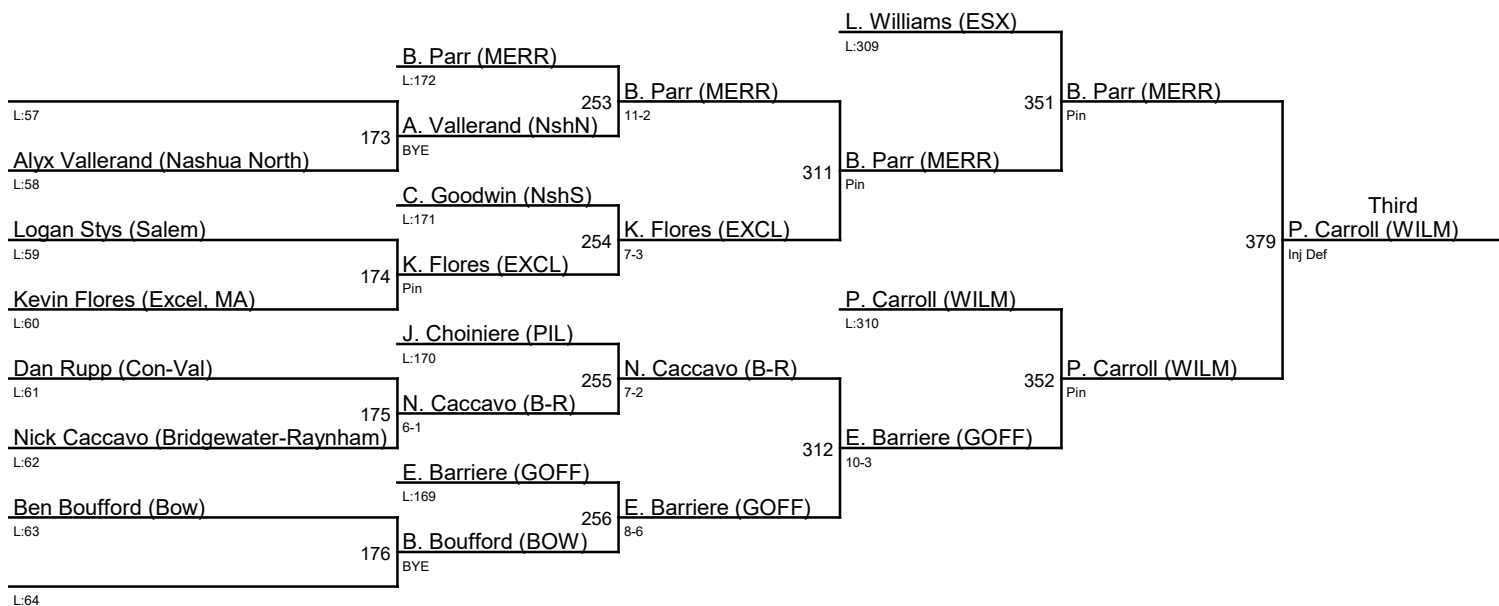 L. Williams (ESX)
L:309
B. Parr (MERR)
L:172
253
B. Parr (MERR)
11-2
351
B. Parr (MERR)
Pin
L:57
173
A. Vallerand (NshN)
BYE
Alyx Vallerand (Nashua North)
L:58
311
B. Parr (MERR)
Pin
C. Goodwin (NshS)
L:171
Third
Logan Stys (Salem)
L:59
254
K. Flores (EXCL)
7-3
379
P. Carroll (WILM)
Inj Def
174
K. Flores (EXCL)
Pin
Kevin Flores (Excel, MA)
L:60
P. Carroll (WILM)
L:310
J. Choiniere (PIL)
L:170
Dan Rupp (Con-Val)
L:61
255
N. Caccavo (B-R)
7-2
352
P. Carroll (WILM)
Pin
175
N. Caccavo (B-R)
6-1
Nick Caccavo (Bridgewater-Raynham)
L:62
312
E. Barriere (GOFF)
10-3
E. Barriere (GOFF)
L:169
Ben Boufford (Bow)
L:63
256
E. Barriere (GOFF)
8-6
176
B. Boufford (BOW)
BYE
L:64